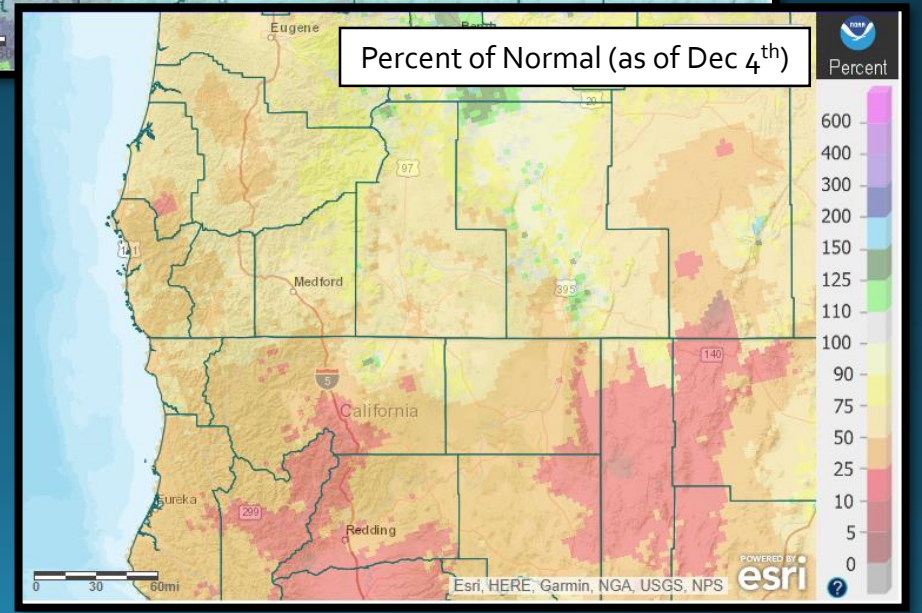 Percent of Normal (as of Dec 4th)
NOAA
Percent
600
400
300
200
150
125
110
100
90
75
50
25
10
5
0
?
Eugene
20
97
101
Medford
395
140
5
California
Eureka
299
Redding
0 30 60mi
Esri, HERE, Garmin, NGA, USGS, NPS
POWERED BY
esri